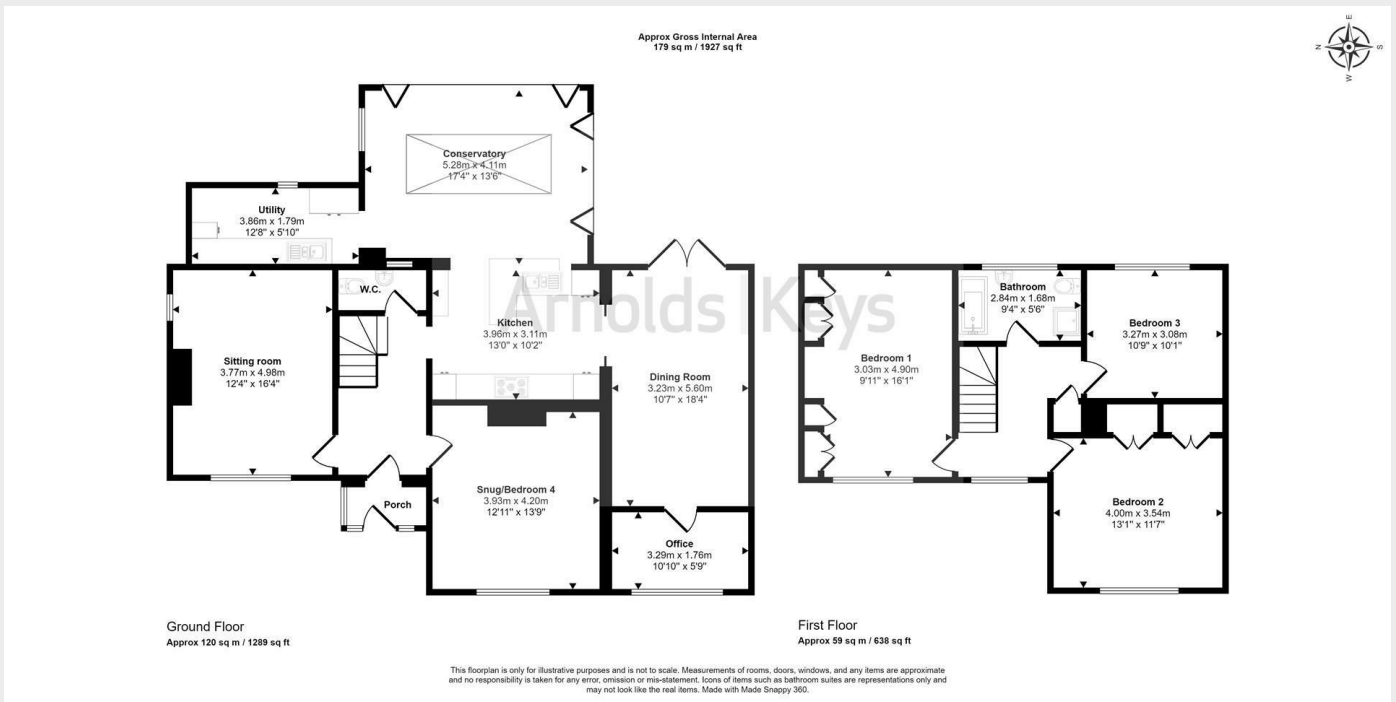 Approx Gross Internal Area
179 sq m / 1927 sq ft
E
N
S
W
Conservatory
5.28m x 4.11m
17'4" x 13'6"
Utility
3.86m x 1.79m
12'8" x 5'10"
W.C.
Arnolds | Keys
Kitchen
3.96m x 3.11m
13'0" x 10'2"
Sitting room
3.77m x 4.98m
12'4" x 16'4"
Dining Room
3.23m x 5.60m
10'7" x 18'4"
Snug/Bedroom 4
3.93m x 4.20m
12'11" x 13'9"
Porch
Office
3.29m x 1.76m
10'10" x 5'9"
Bathroom
2.84m x 1.68m
9'4" x 5'6"
Bedroom 3
3.27m x 3.08m
10'9" x 10'1"
Bedroom 1
3.03m x 4.90m
9'11" x 16'1"
Bedroom 2
4.00m x 3.54m
13'1" x 11'7"
Ground Floor
Approx 120 sq m / 1289 sq ft
First Floor
Approx 59 sq m / 638 sq ft
This floorplan is only for illustrative purposes and is not to scale. Measurements of rooms, doors, windows, and any items are approximate
and no responsibility is taken for any error, omission or mis-statement. Icons of items such as bathroom suites are representations only and
may not look like the real items. Made with Made Snappy 360.